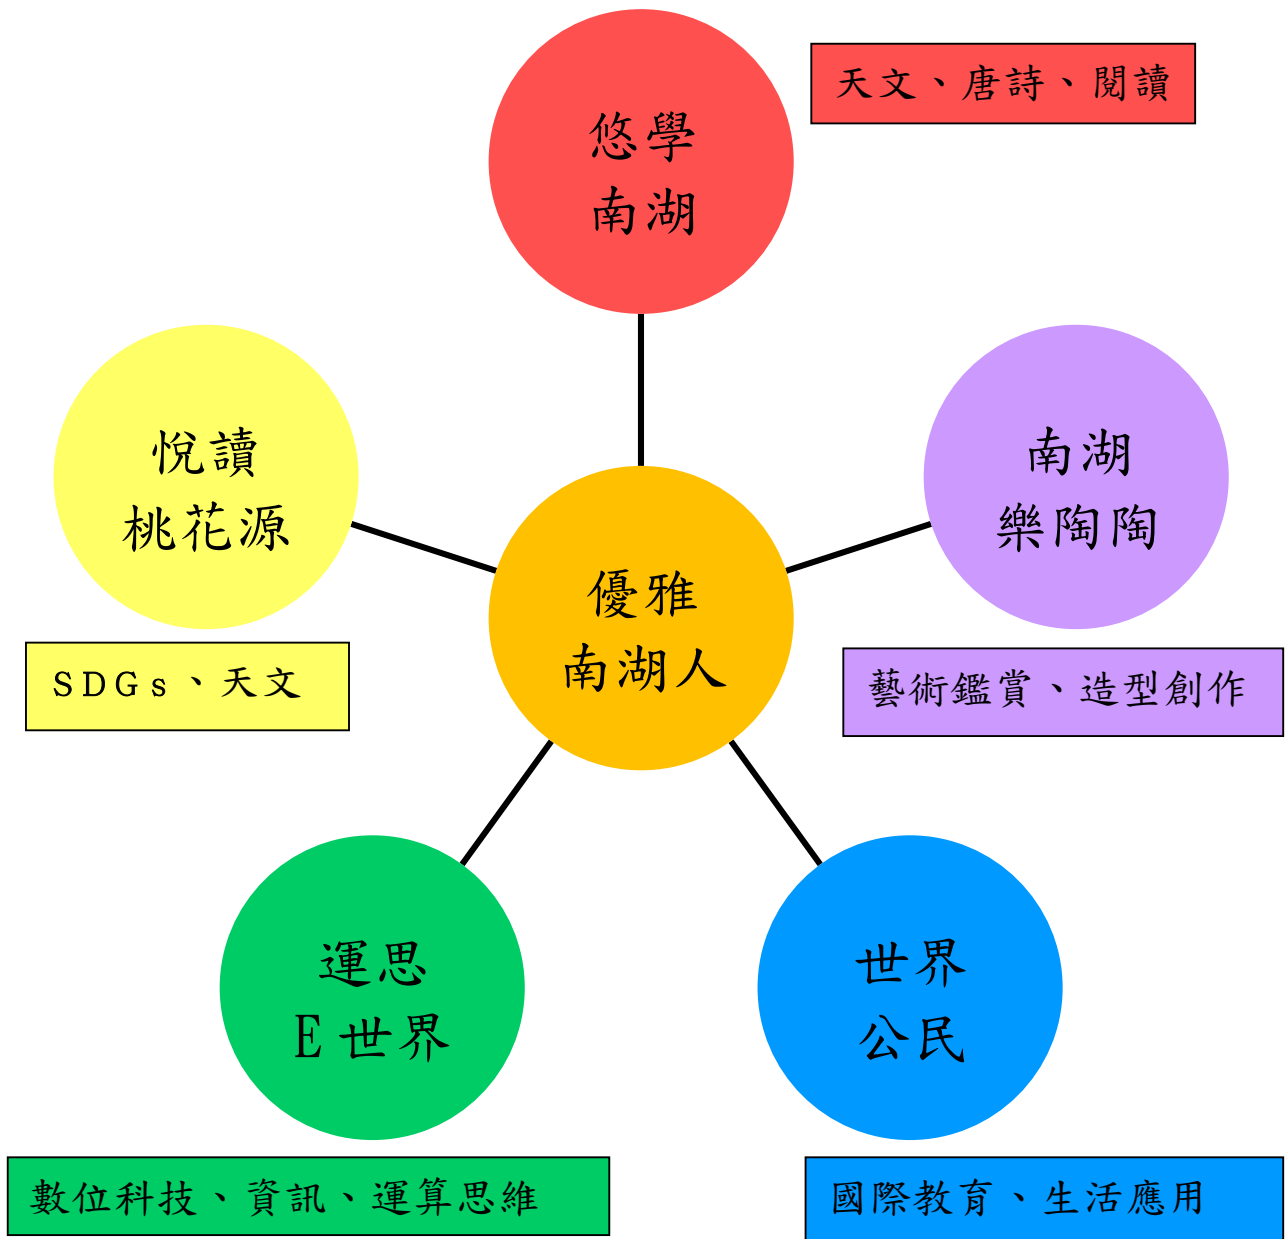 天文、唐詩、閱讀
悠學
南湖
悅讀
桃花源
南湖
樂陶陶
優雅
南湖人
SDGs、天文
藝術鑑賞、造型創作
運思
E世界
世界
公民
數位科技、資訊、運算思維
國際教育、生活應用